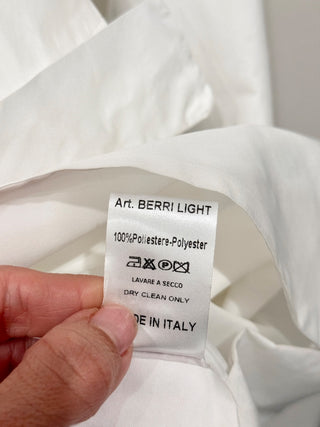 Art. BERRI LIGHT
100%Poliestere-Polyester
LAVARE A SECCO
DRY CLEAN ONLY
DE IN ITALY